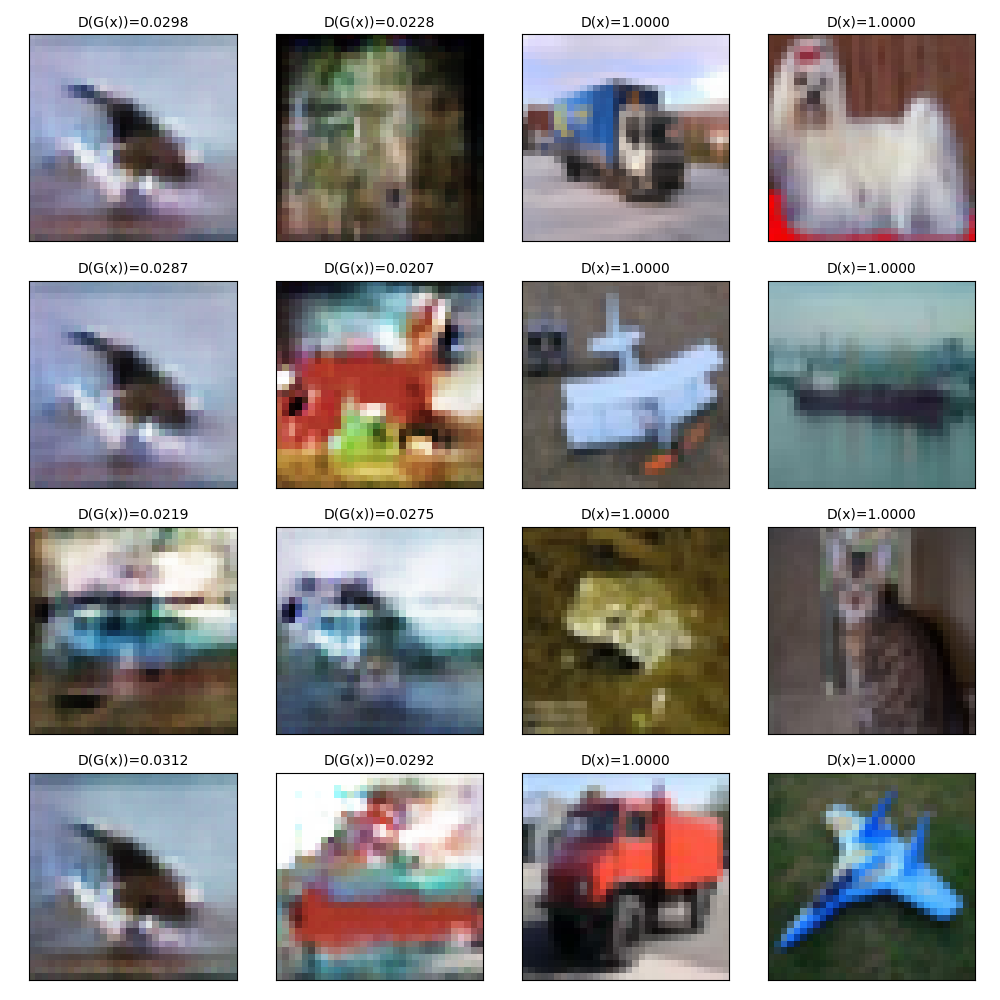 D(G(x))=0.0298 D(G(x))=0.0228 D(x)=1.0000 D(x)=1.0000
D(G(x))=0.0287 D(G(x))=0.0207 D(x)=1.0000 D(x)=1.0000
D(G(x))=0.0219 D(G(x))=0.0275 D(x)=1.0000 D(x)=1.0000
D(G(x))=0.0312 D(G(x))=0.0292 D(x)=1.0000 D(x)=1.0000